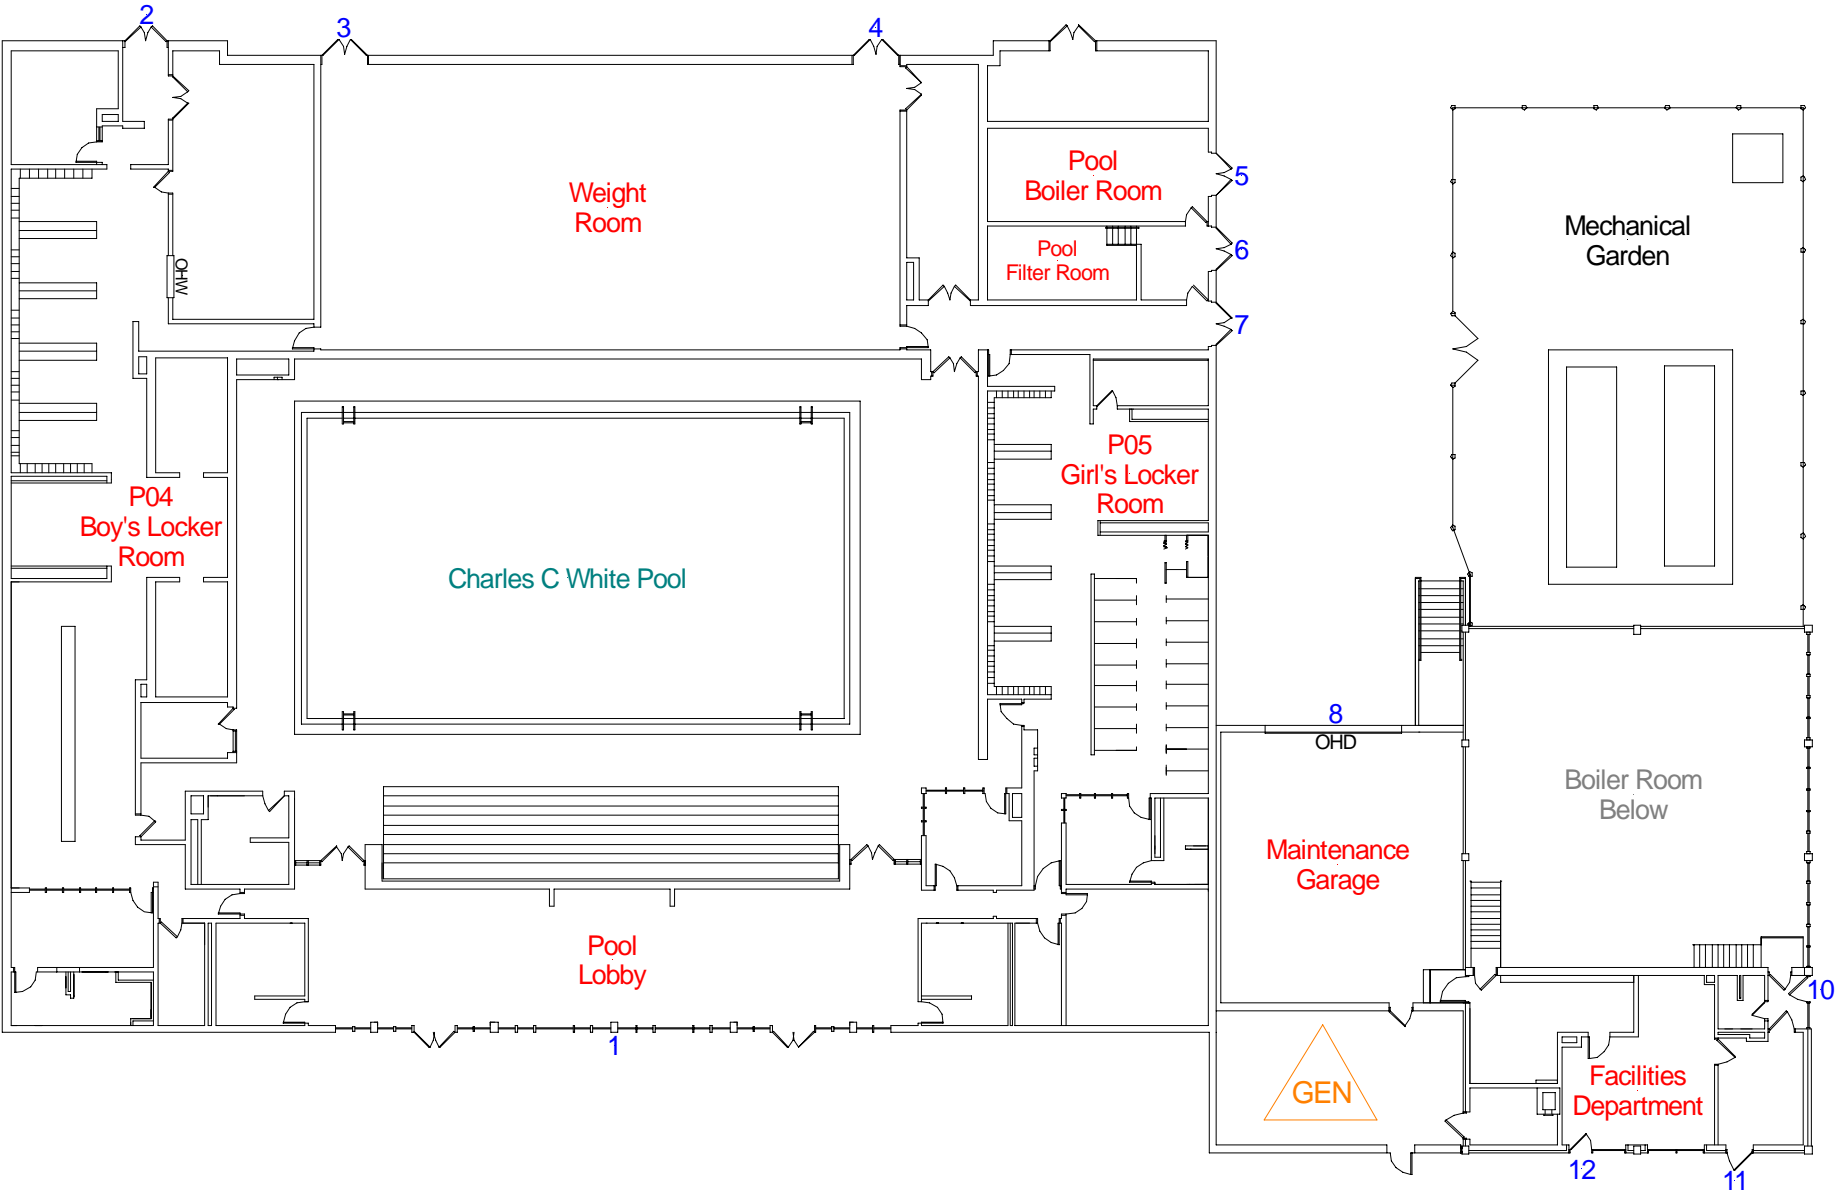 2
3
4
Weight
Room
Pool
Boiler Room
5
Pool
Filter Room
6
7
Mechanical
Garden
OHW
P04
Boy's Locker
Room
P05
Girl's Locker
Room
Charles C White Pool
8
OHD
Boiler Room
Below
Maintenance
Garage
Pool
Lobby
1
10
GEN
Facilities
Department
12
11